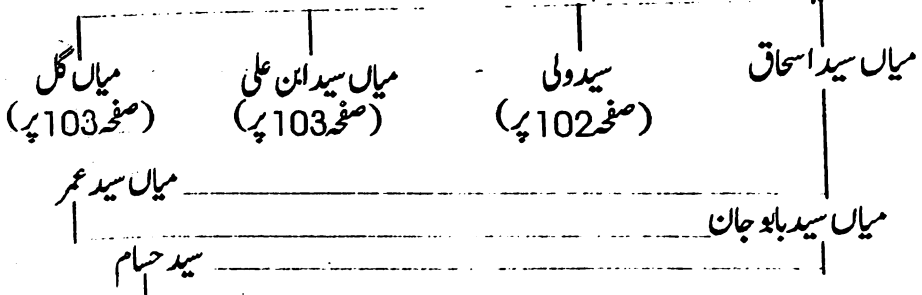 میاں سید اسحاق سید ولی میاں سید ابن علی میاں گل
(صفحہ 102 پر) (صفحہ 103 پر) (صفحہ 103 پر)
میاں سید عمر
میاں سید بابو جان
سید حسام